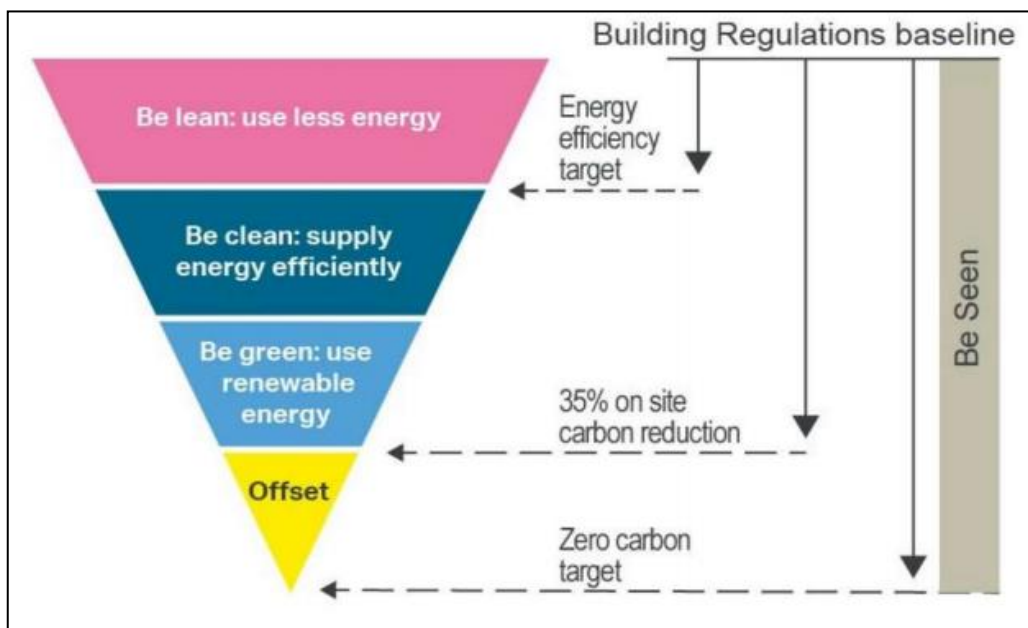 Building Regulations baseline
Be lean: use less energy
Energy
efficiency
target
Be clean: supply
energy efficiently
Be green: use
renewable
energy
35% on site
carbon reduction
Offset
Zero carbon
target
Be Seen